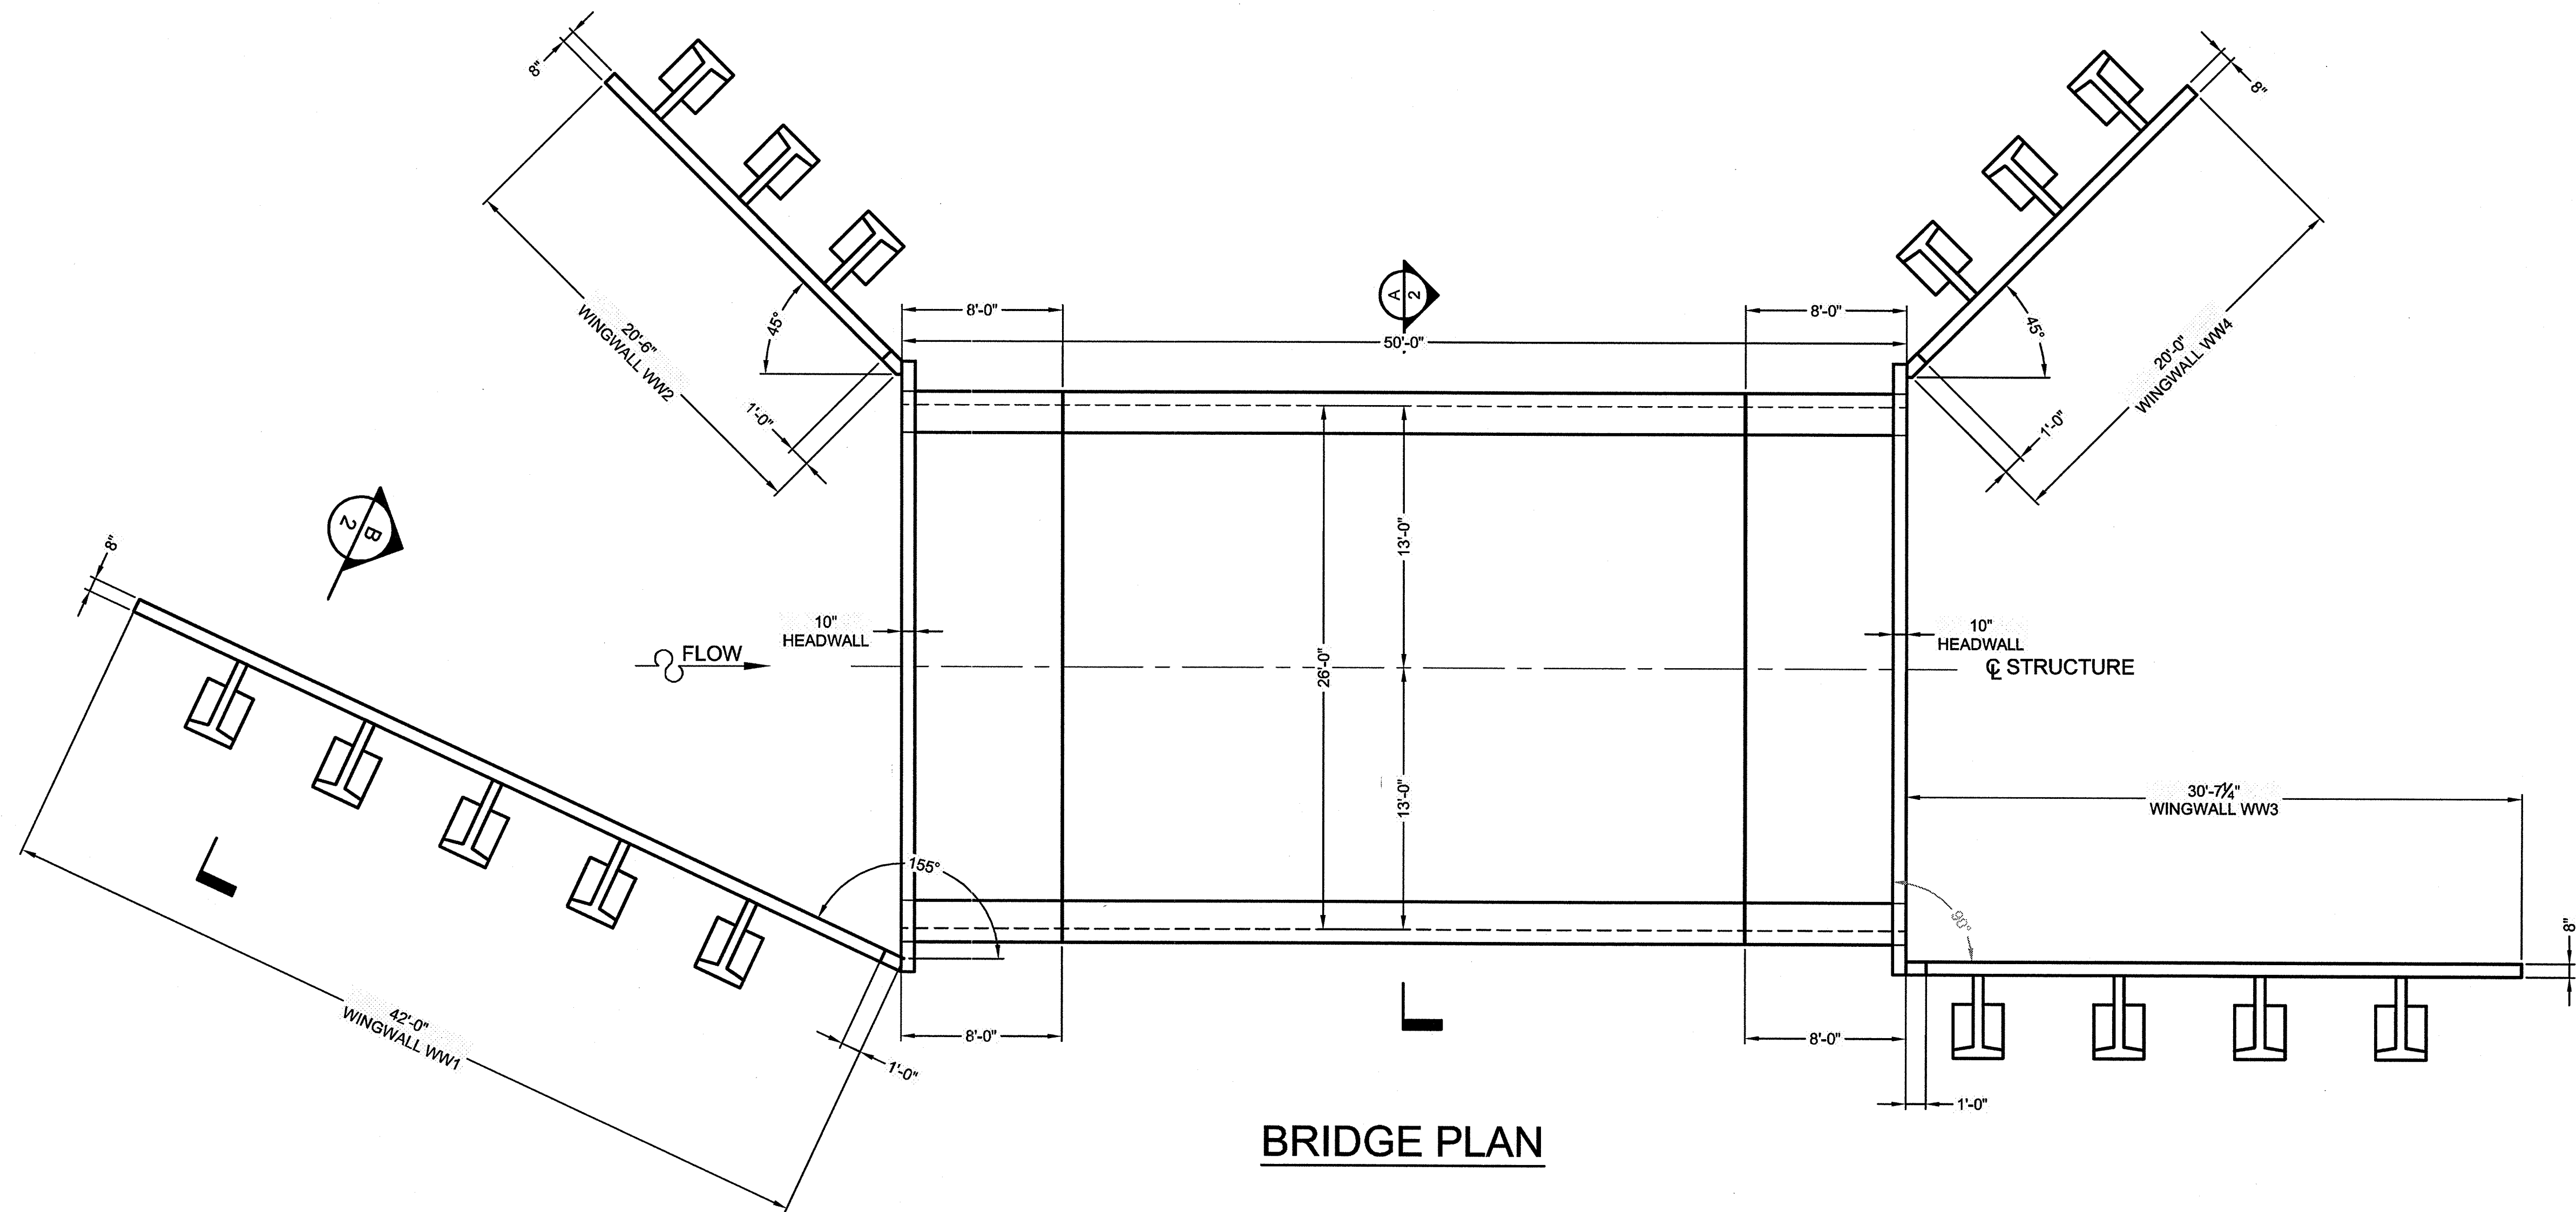 8"
8"
45°
20'-6"
WINGWALL WW2
1'-0"
8'-0"
50'-0"
A
2
8'-0"
45°
20'-0"
WINGWALL WW4
1'-0"
B
2
8"
10"
HEADWALL
FLOW
26'-0"
13'-0"
13'-0"
10"
HEADWALL
℄ STRUCTURE
30'-7¼"
WINGWALL WW3
90°
8"
155°
42'-0"
WINGWALL WW1
1'-0"
8'-0"
8'-0"
1'-0"
BRIDGE PLAN